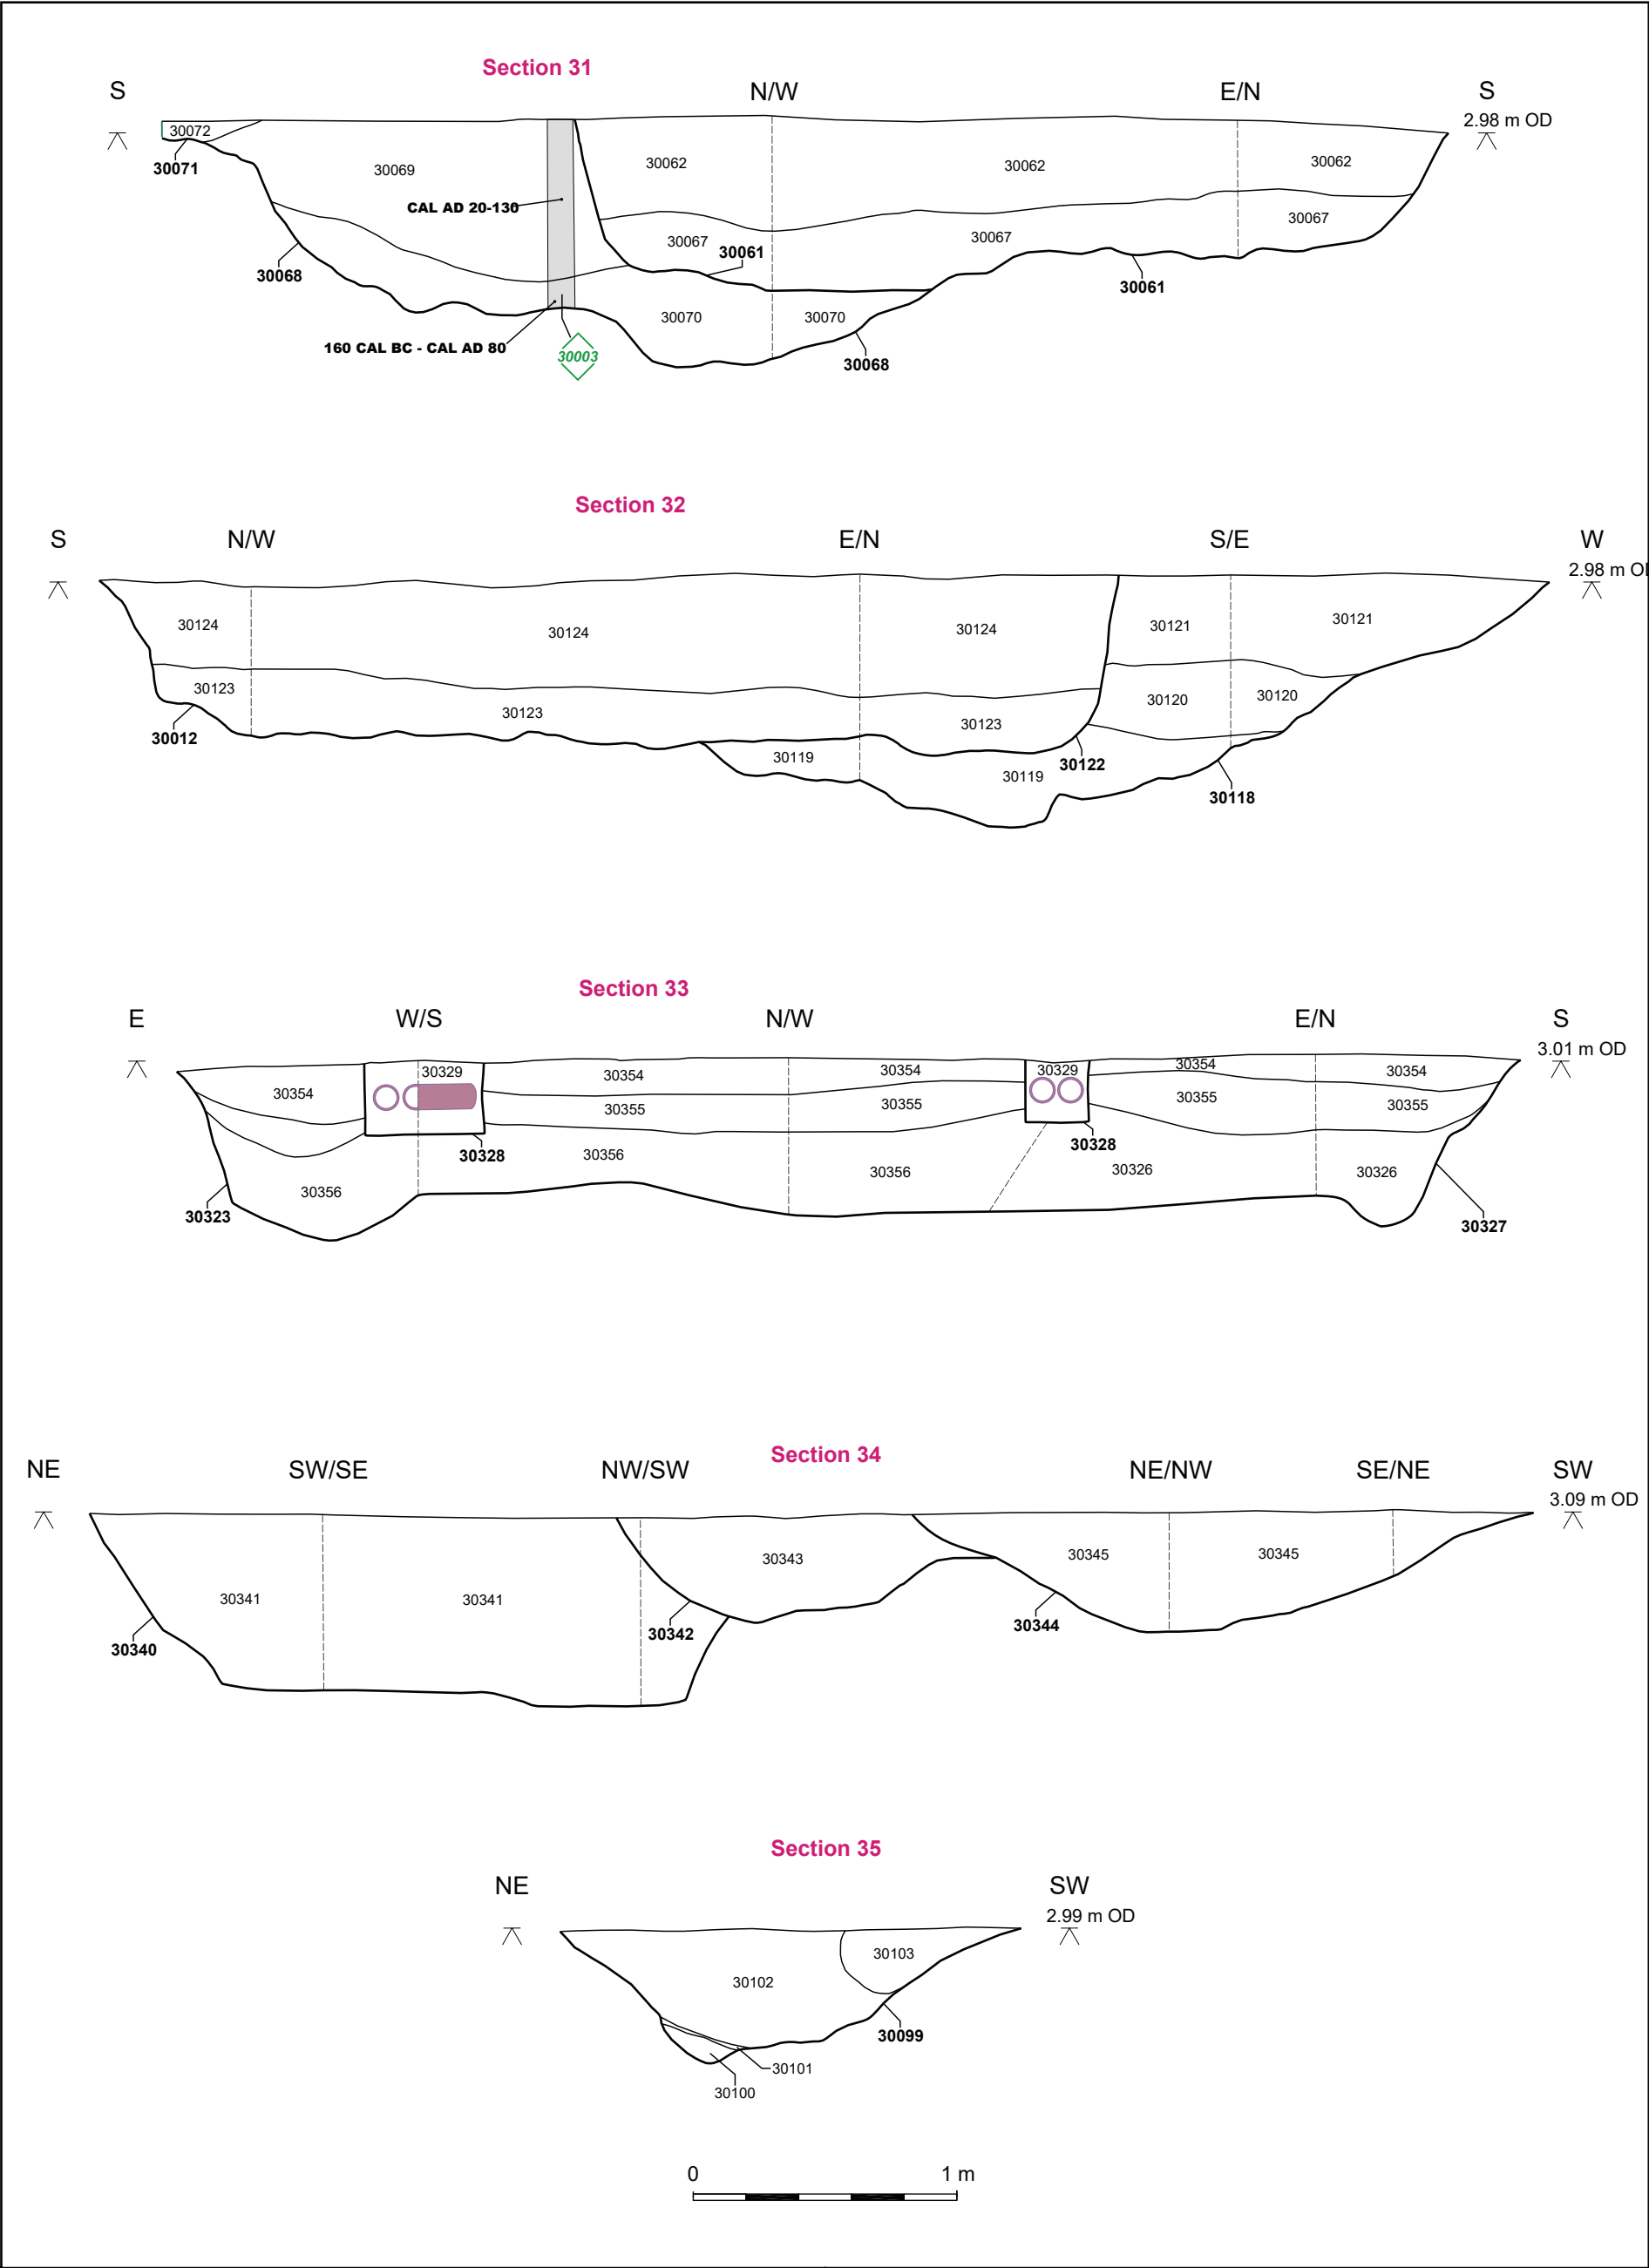 Section 31
S N/W E/N S
2.98 m OD
30072
30071
30069
30062 30062 30062
CAL AD 20-130
30067 30067 30067
30061
30068
30061
30070 30070
160 CAL BC - CAL AD 80
30003
30068
Section 32
S N/W E/N S/E W
2.98 m O
30124 30124 30124 30121 30121
30123 30123 30123 30120 30120
30012
30119 30119
30122
30118
Section 33
E W/S N/W E/N S
3.01 m OD
30354 30329 30354 30354 30329 30354 30354
30355 30355 30355 30355
30328 30328
30356 30356 30356 30326 30326
30323
30327
Section 34
NE SW/SE NW/SW NE/NW SE/NE SW
3.09 m OD
30341 30341 30343 30345 30345
30340
30342
30344
Section 35
NE SW
2.99 m OD
30103
30102
30099
30101
30100
0 1 m